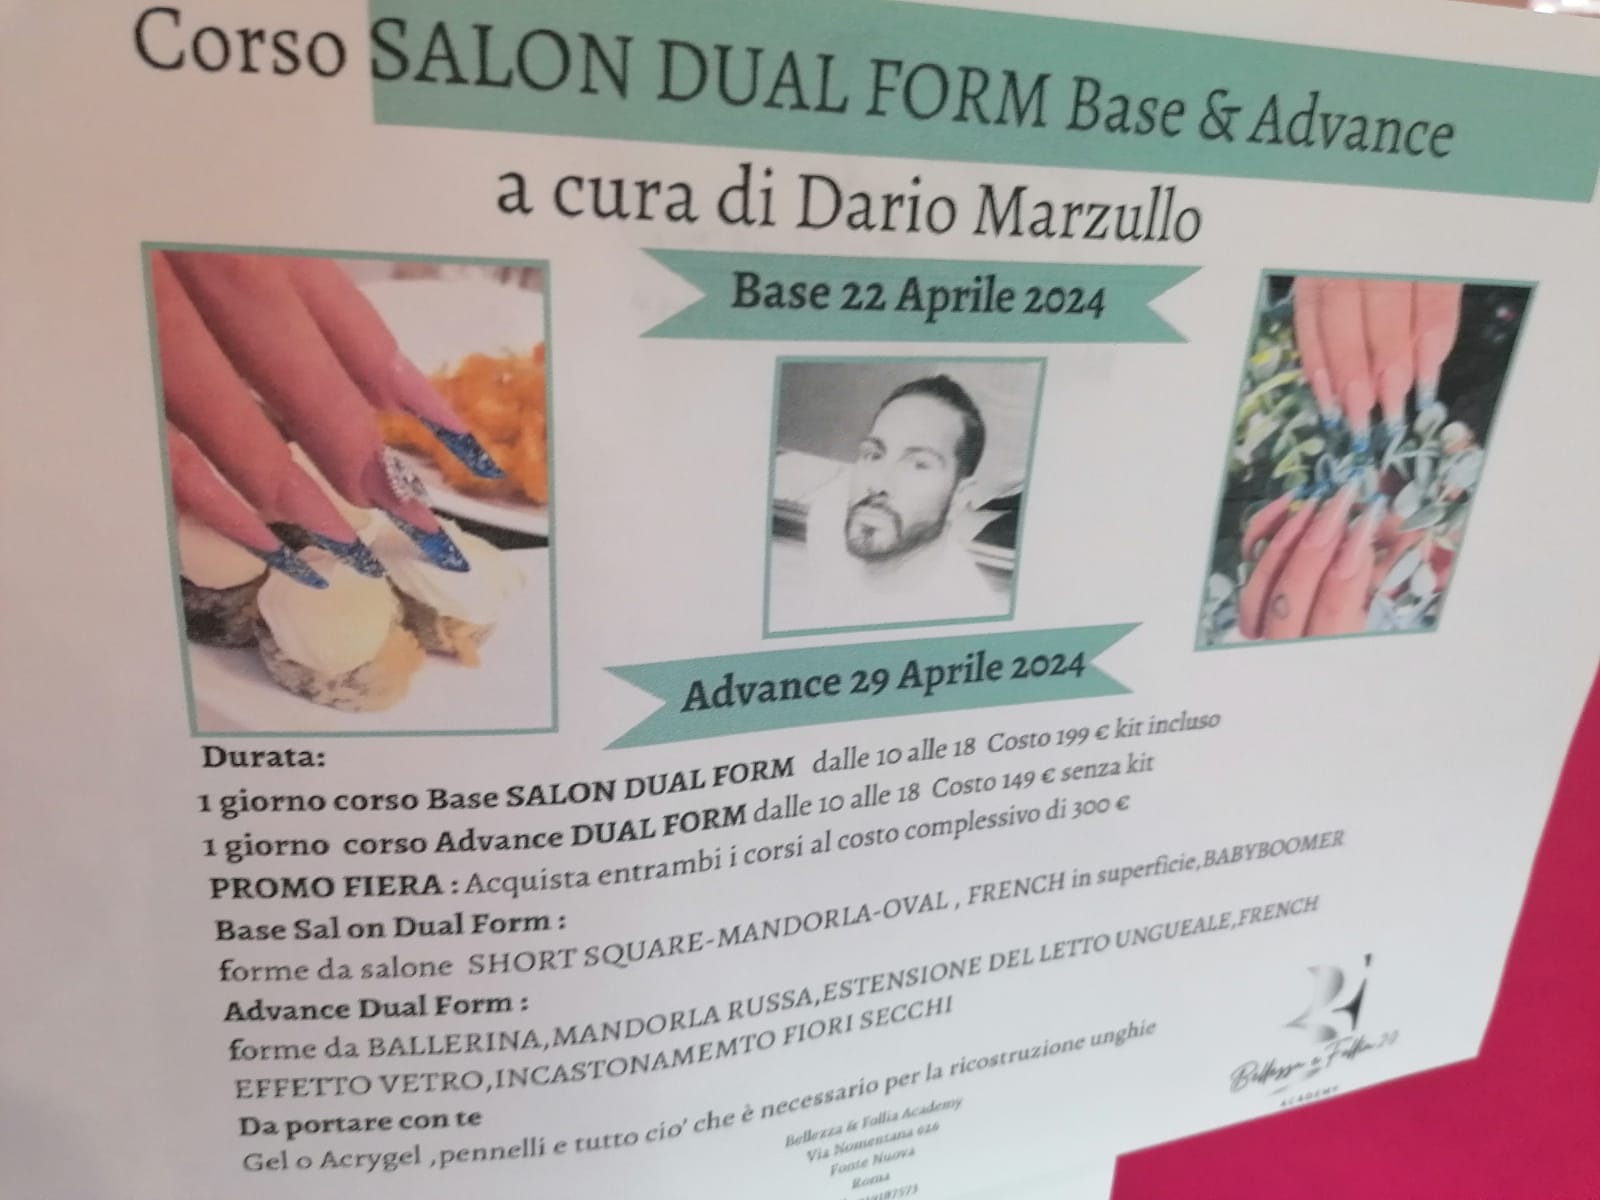 Corso SALON DUAL FORM Base & Advance
a cura di Dario Marzullo
Base 22 Aprile 2024
Advance 29 Aprile 2024
Durata:
1 giorno corso Base SALON DUAL FORM dalle 10 alle 18 Costo 199 € kit incluso
1 giorno corso Advance DUAL FORM dalle 10 alle 18 Costo 149 € senza kit
PROMO FIERA : Acquista entrambi i corsi al costo complessivo di 300 €
Base Sal on Dual Form :
forme da salone SHORT SQUARE-MANDORLA-OVAL , FRENCH in superficie,BABYBOOMER
Advance Dual Form :
forme da BALLERINA,MANDORLA RUSSA,ESTENSIONE DEL LETTO UNGUEALE,FRENCH
EFFETTO VETRO,INCASTONAMEMTO FIORI SECCHI
Da portare con te
Gel o Acrygel ,pennelli e tutto cio' che è necessario per la ricostruzione unghie
Bellezza & Follia Academy
Via Nomentana 626
Fonte Nuova
Roma
Bellezza e Follia 2.0
ACADEMY